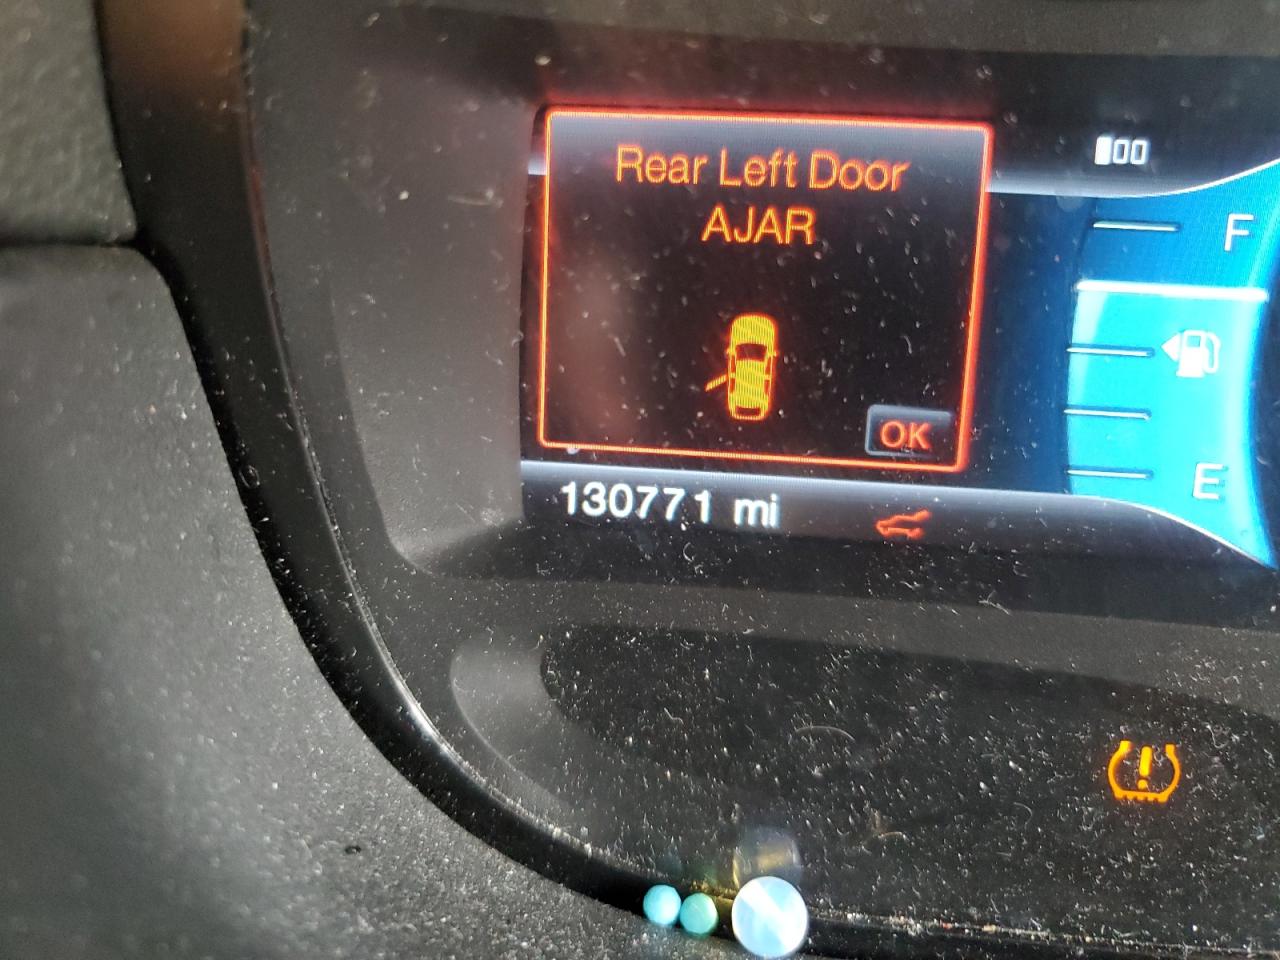 Rear Left Door
AJAR
OK
F
E
130771 mi